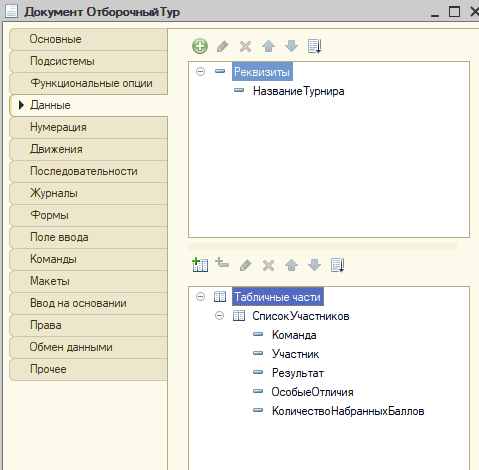 Документ ОтборочныйТур
Основные
Подсистемы
Функциональные опции
Данные
Нумерация
Движения
Последовательности
Журналы
Формы
Поле ввода
Команды
Макеты
Ввод на основании
Права
Обмен данными
Прочее
Реквизиты
НазваниеТурнира
Табличные части
СписокУчастников
Команда
Участник
Результат
ОсобыеОтличия
КоличествоНабранныхБаллов